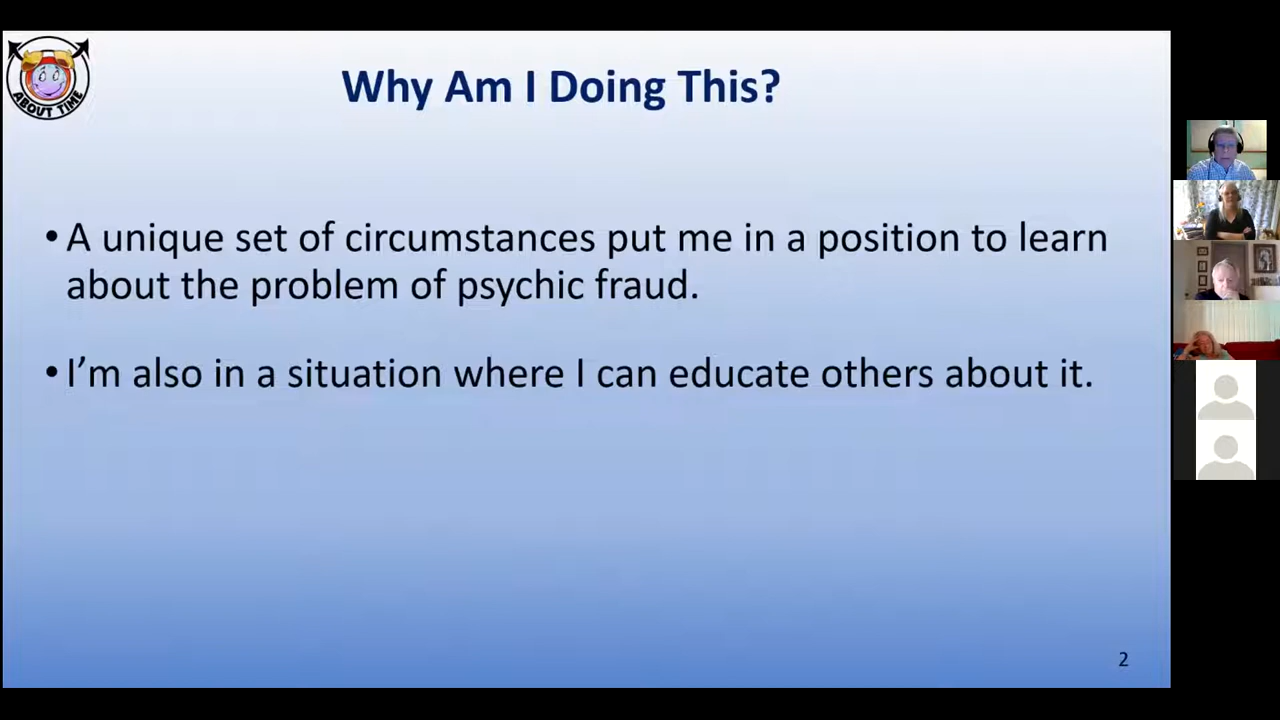 ABOUT TIME
Why Am I Doing This?
• A unique set of circumstances put me in a position to learn
about the problem of psychic fraud.
• I’m also in a situation where I can educate others about it.
2